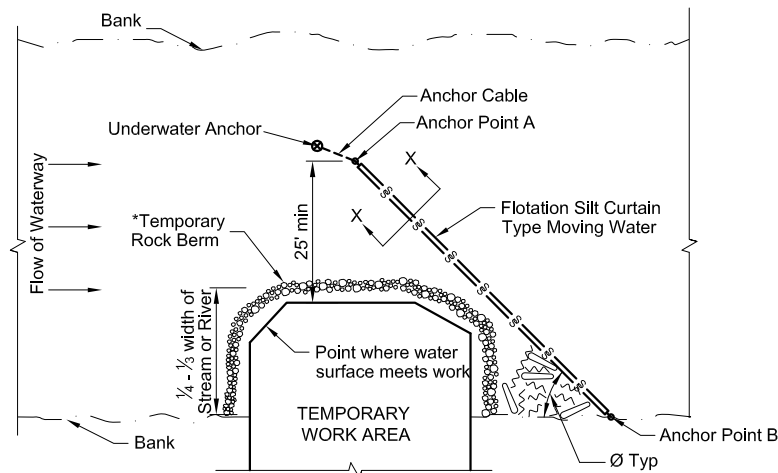 Bank
Anchor Cable
Underwater Anchor
Anchor Point A
X
X
Flow of Waterway
*Temporary
Rock Berm
25' min
Flotation Silt Curtain
Type Moving Water
¼ - ⅓ width of
Stream or River
Point where water
surface meets work
TEMPORARY
WORK AREA
Bank
Anchor Point B
Ø Typ